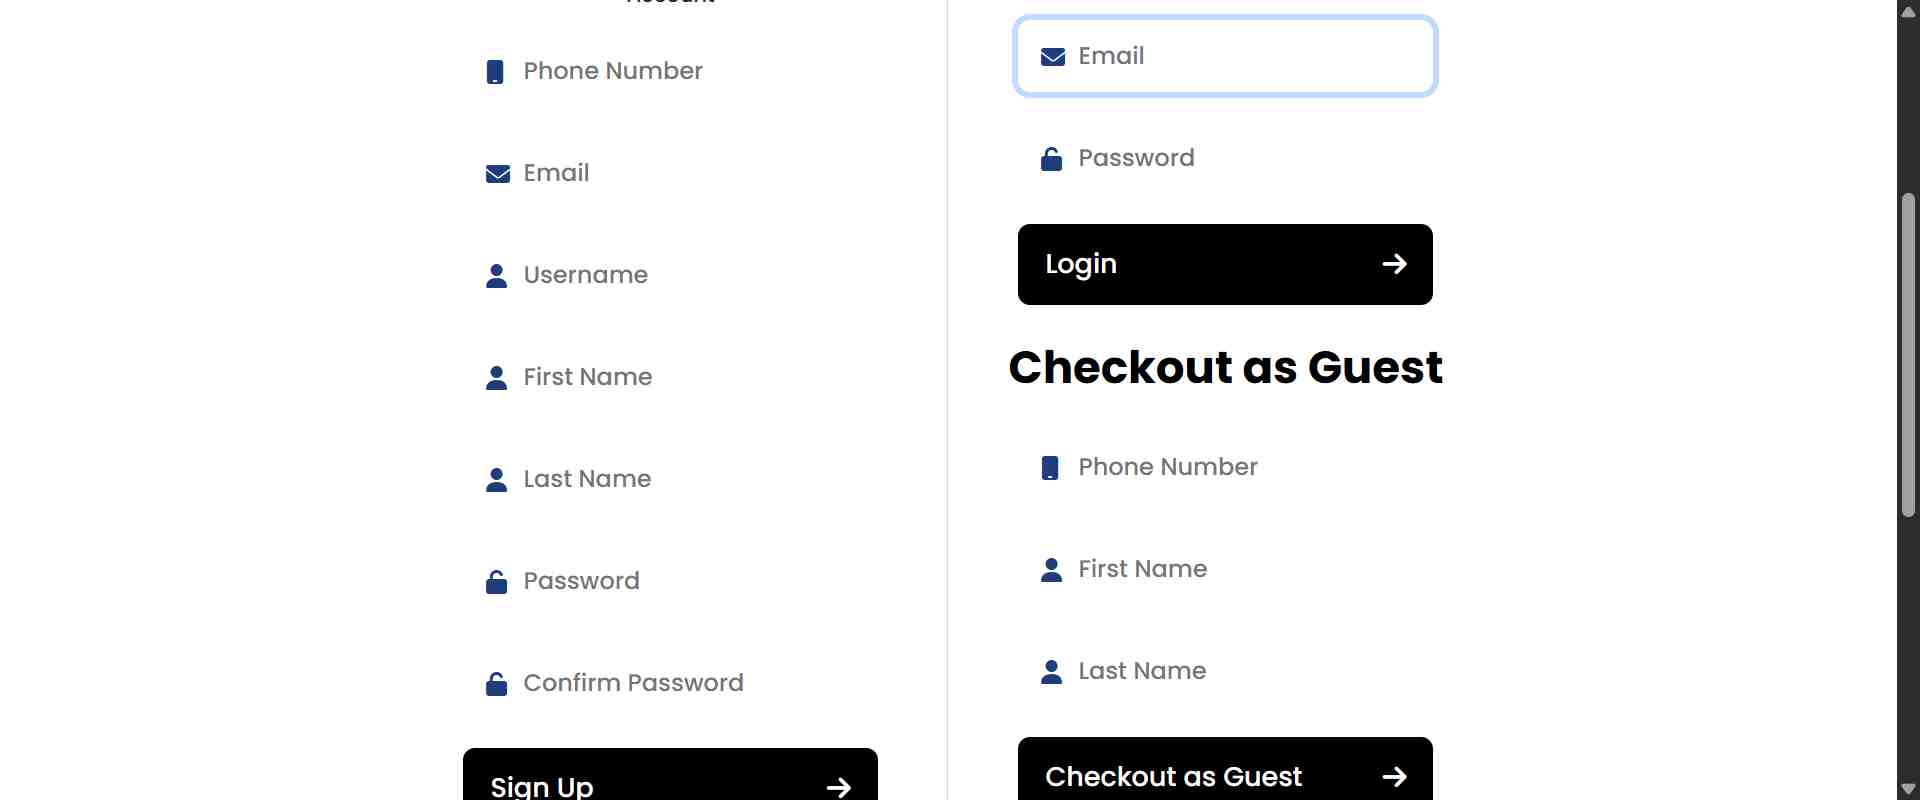 Account
Phone Number
Email
Username
First Name
Last Name
Password
Confirm Password
Sign Up
Email
Password
Login
Checkout as Guest
Phone Number
First Name
Last Name
Checkout as Guest